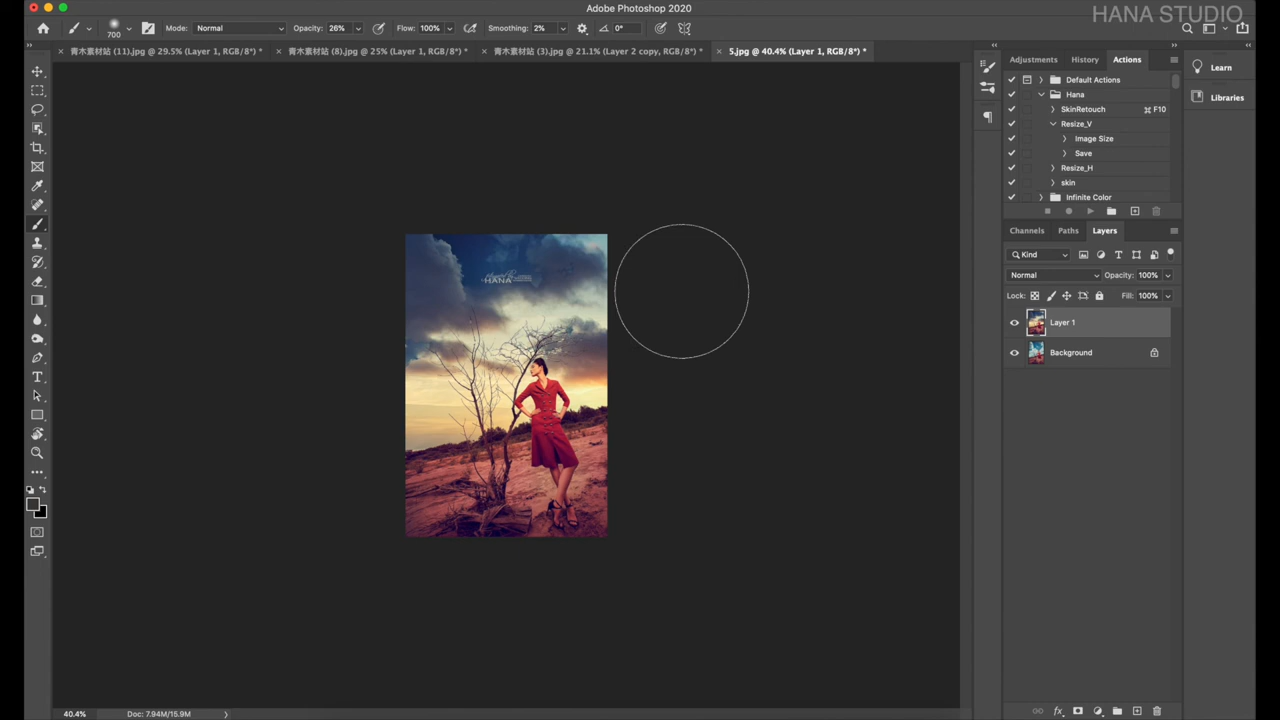 Adobe Photoshop 2020
HANA STUDIO
700
Mode: Normal
Opacity: 26%
Flow: 100%
Smoothing: 2%
0°
青木素材站 (11).jpg @ 29.5% (Layer 1, RGB/8*) *
青木素材站 (8).jpg @ 25% (Layer 1, RGB/8*) *
青木素材站 (3).jpg @ 21.1% (Layer 2 copy, RGB/8*) *
5.jpg @ 40.4% (Layer 1, RGB/8*) *
Adjustments
History
Actions
Learn
Libraries
Default Actions
Hana
SkinRetouch
⌘ F10
Resize_V
Image Size
Save
Resize_H
skin
Infinite Color
Channels
Paths
Layers
Kind
Normal
Opacity: 100%
Lock:
Fill: 100%
Layer 1
Background
HANA
40.4%
Doc: 7.94M/15.9M